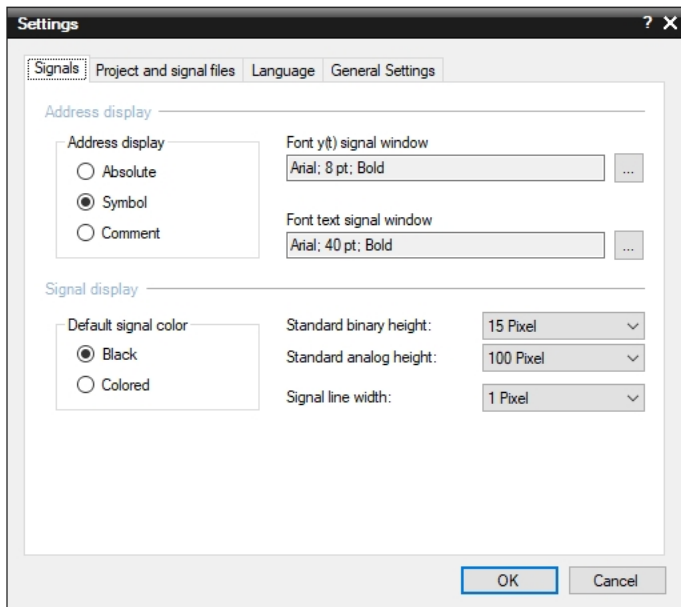 Settings
?
Signals
Project and signal files
Language
General Settings
Address display
Address display
Absolute
Symbol
Comment
Font y(t) signal window
Arial; 8 pt; Bold
...
Font text signal window
Arial; 40 pt; Bold
...
Signal display
Default signal color
Black
Colored
Standard binary height:
15 Pixel
Standard analog height:
100 Pixel
Signal line width:
1 Pixel
OK
Cancel